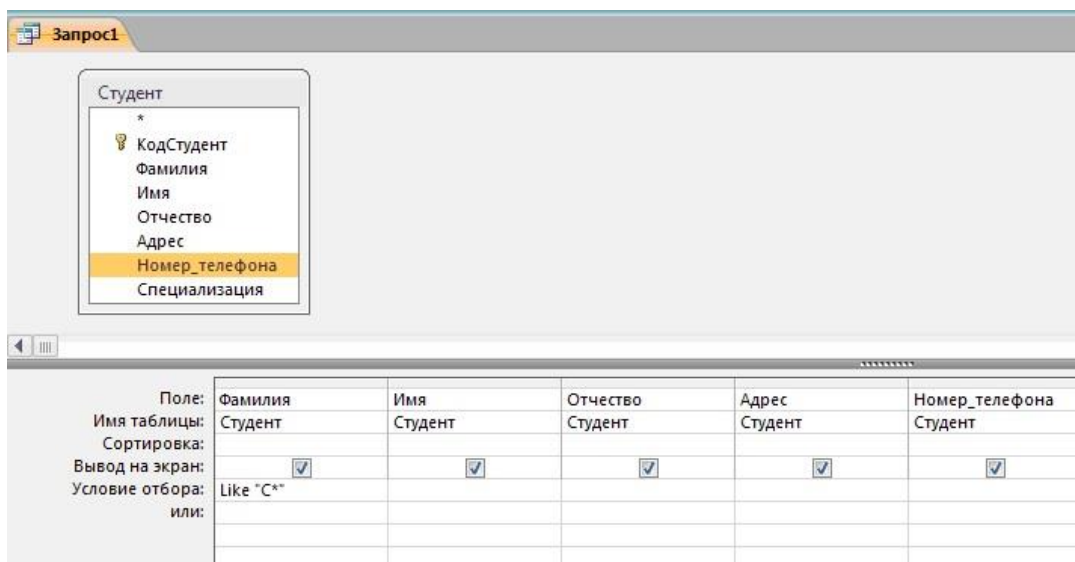 Запрос1
Студент
*
КодСтудент
Фамилия
Имя
Отчество
Адрес
Номер_телефона
Специализация
Поле: Фамилия Имя Отчество Адрес Номер_телефона
Имя таблицы: Студент Студент Студент Студент Студент
Сортировка:
Вывод на экран:
Условие отбора: Like "С*"
или: